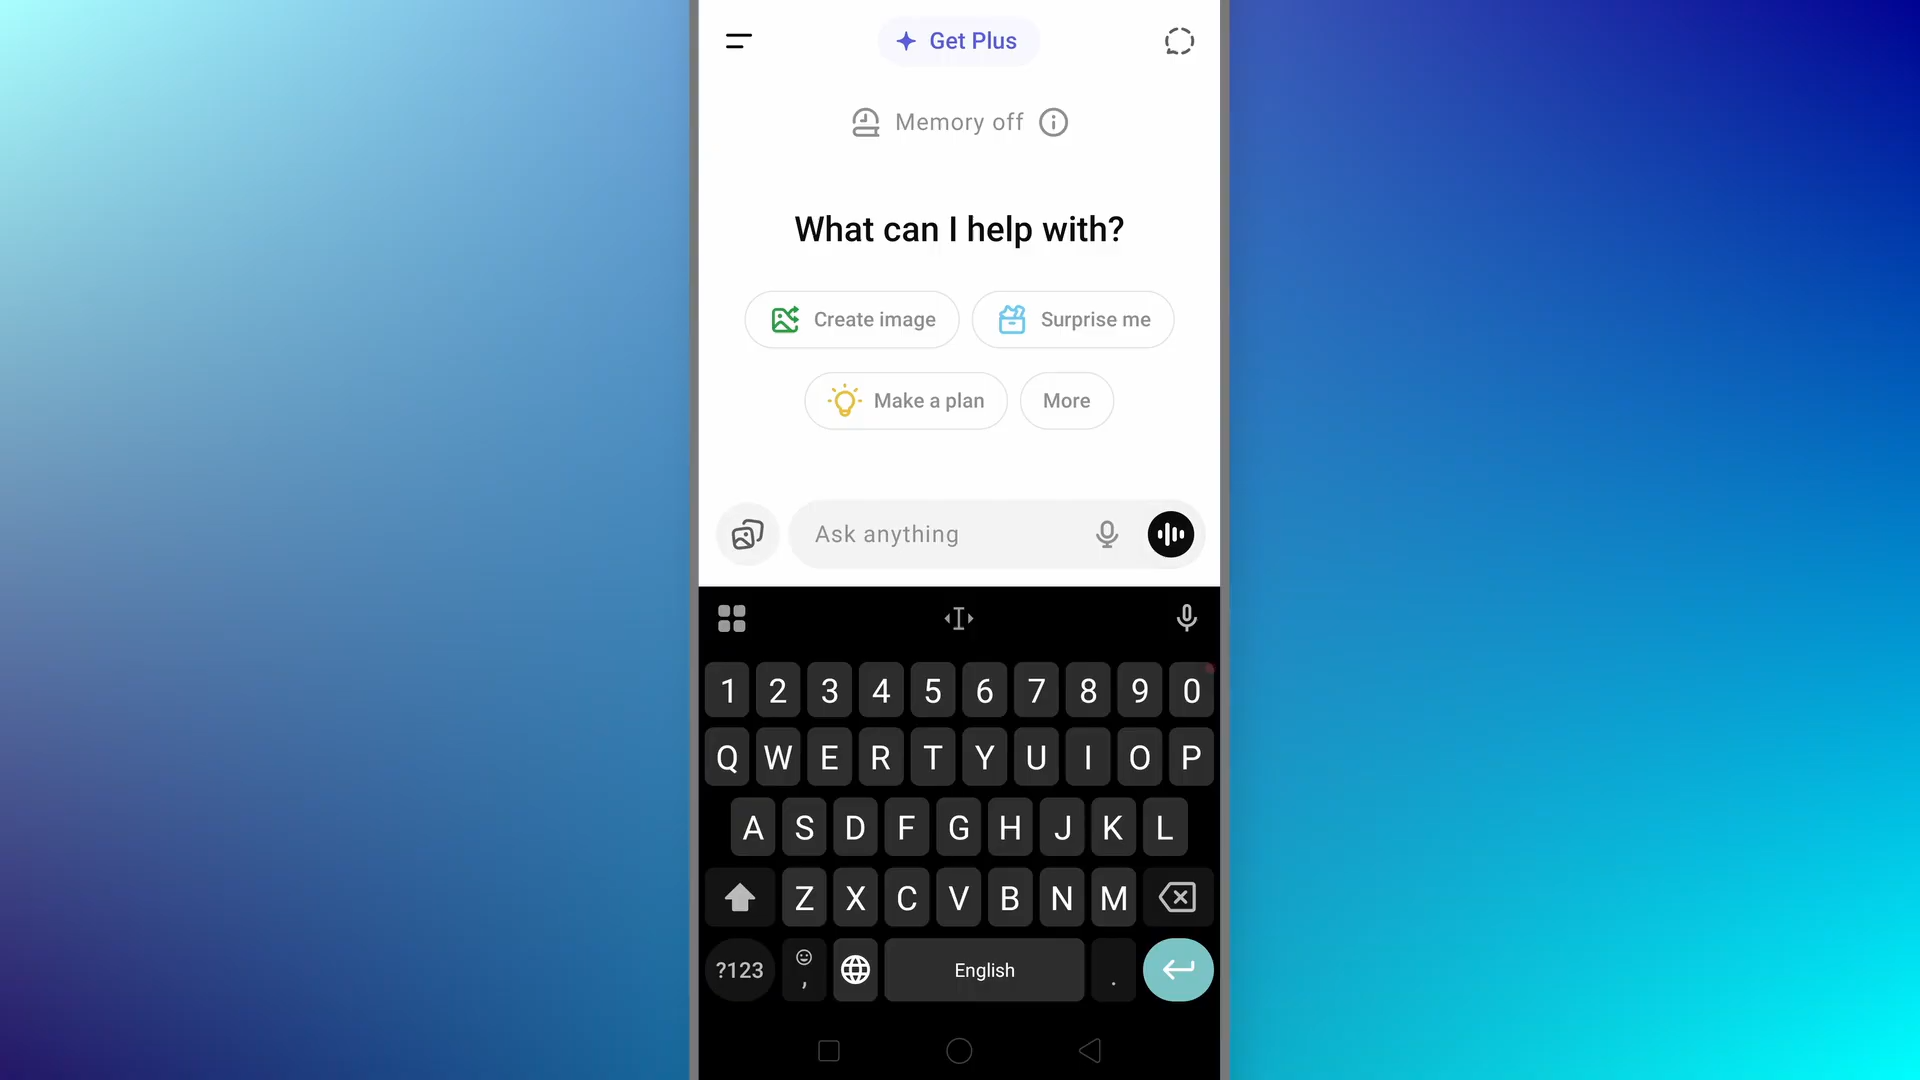 Get Plus
Memory off
What can I help with?
Create image Surprise me
Make a plan More
Ask anything
1 2 3 4 5 6 7 8 9 0
Q W E R T Y U I O P
A S D F G H J K L
Z X C V B N M
?123 , English .